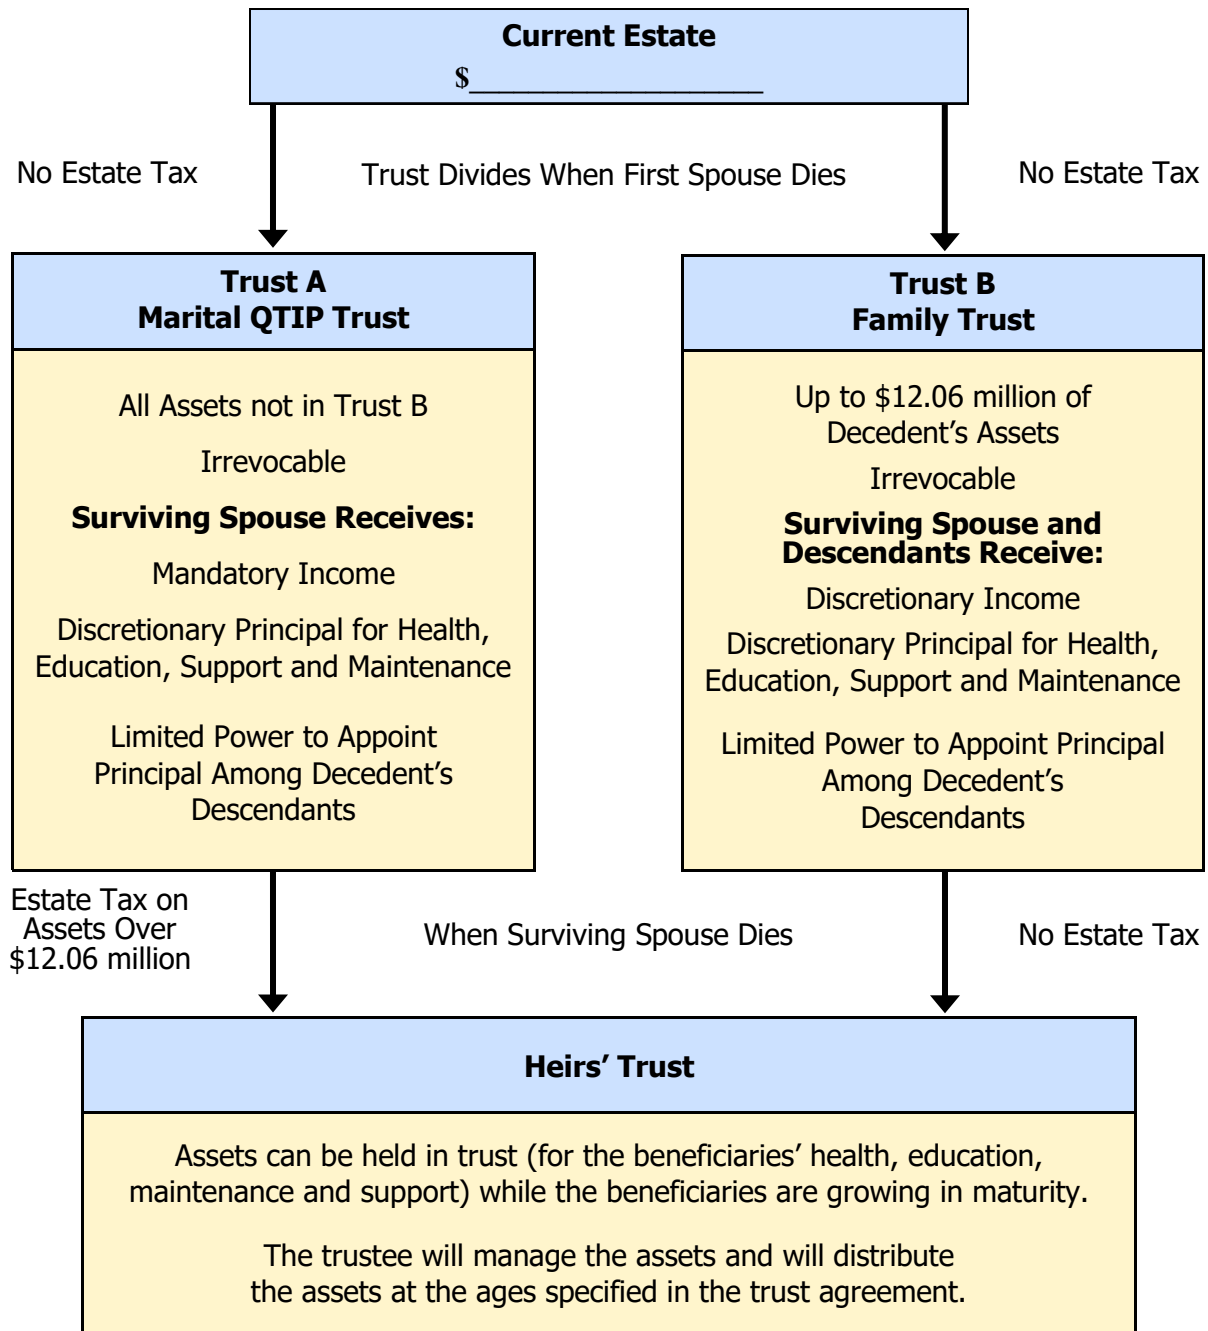 Current Estate
$____________________
No Estate Tax
Trust Divides When First Spouse Dies
No Estate Tax
Trust A
Marital QTIP Trust
All Assets not in Trust B
Irrevocable
Surviving Spouse Receives:
Mandatory Income
Discretionary Principal for Health,
Education, Support and Maintenance
Limited Power to Appoint
Principal Among Decedent’s
Descendants
Trust B
Family Trust
Up to $12.06 million of
Decedent’s Assets
Irrevocable
Surviving Spouse and
Descendants Receive:
Discretionary Income
Discretionary Principal for Health,
Education, Support and Maintenance
Limited Power to Appoint Principal
Among Decedent’s
Descendants
Estate Tax on
Assets Over
$12.06 million
When Surviving Spouse Dies
No Estate Tax
Heirs’ Trust
Assets can be held in trust (for the beneficiaries’ health, education,
maintenance and support) while the beneficiaries are growing in maturity.
The trustee will manage the assets and will distribute
the assets at the ages specified in the trust agreement.